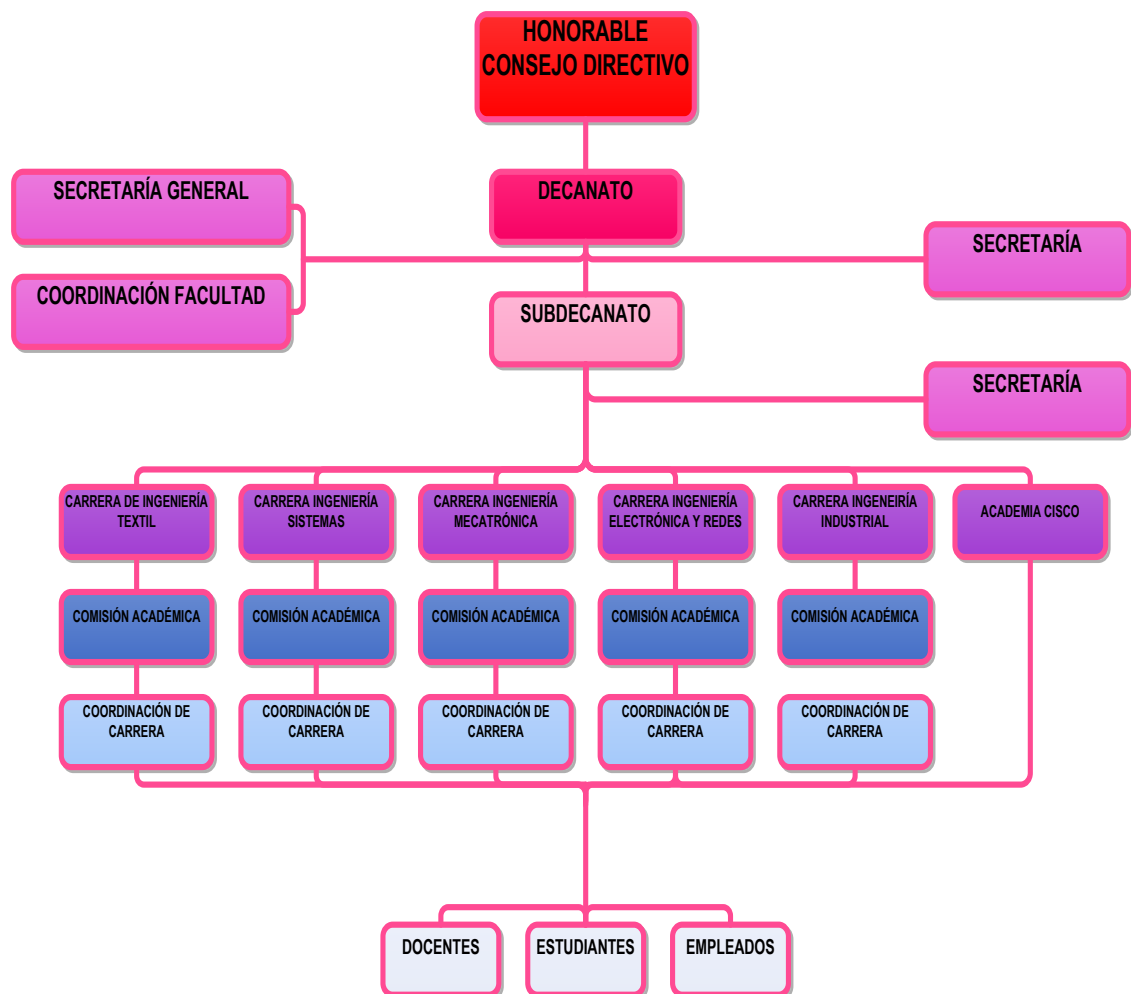 HONORABLE
CONSEJO DIRECTIVO
SECRETARÍA GENERAL
DECANATO
SECRETARÍA
COORDINACIÓN FACULTAD
SUBDECANATO
SECRETARÍA
CARRERA DE INGENIERÍA
TEXTIL
CARRERA INGENIERÍA
SISTEMAS
CARRERA INGENIERÍA
MECATRÓNICA
CARRERA INGENIERÍA
ELECTRÓNICA Y REDES
CARRERA INGENEIRÍA
INDUSTRIAL
ACADEMIA CISCO
COMISIÓN ACADÉMICA
COMISIÓN ACADÉMICA
COMISIÓN ACADÉMICA
COMISIÓN ACADÉMICA
COMISIÓN ACADÉMICA
COORDINACIÓN DE
CARRERA
COORDINACIÓN DE
CARRERA
COORDINACIÓN DE
CARRERA
COORDINACIÓN DE
CARRERA
COORDINACIÓN DE
CARRERA
DOCENTES
ESTUDIANTES
EMPLEADOS